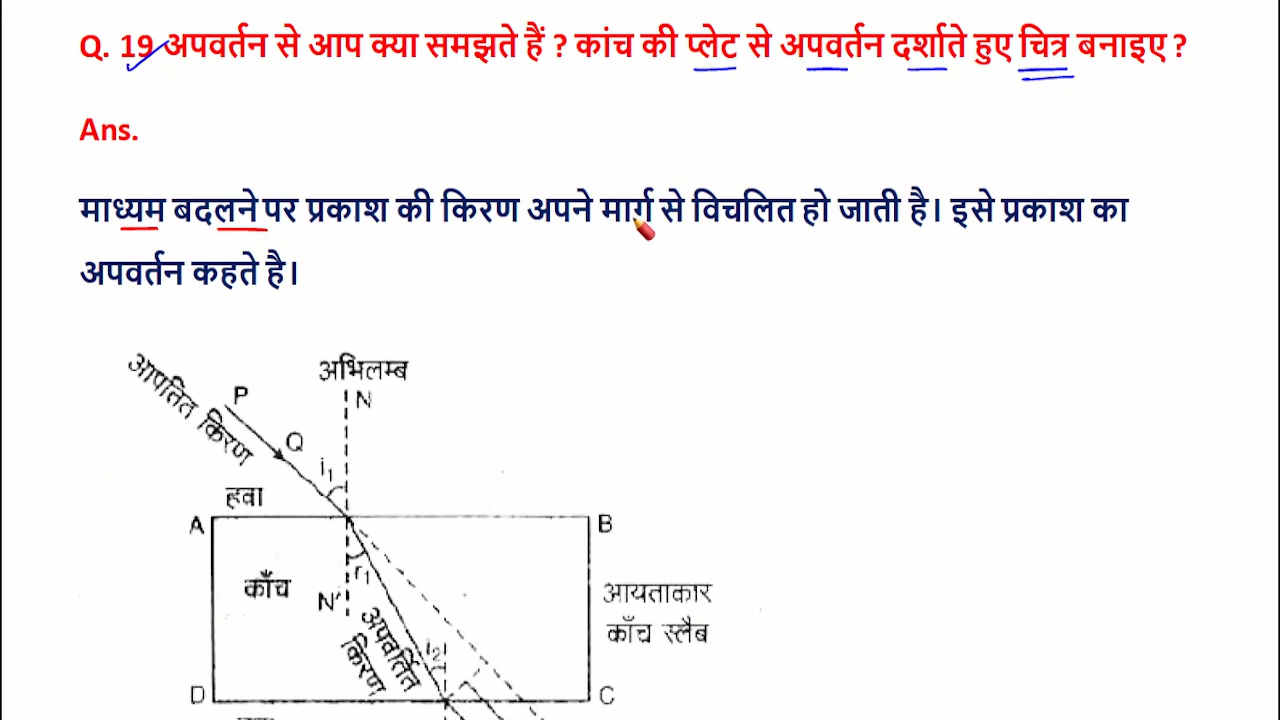 Q. 19 अपवर्तन से आप क्या समझते हैं ? कांच की प्लेट से अपवर्तन दर्शाते हुए चित्र बनाइए ?
Ans.
माध्यम बदलने पर प्रकाश की किरण अपने मार्ग से विचलित हो जाती है। इसे प्रकाश का
अपवर्तन कहते है।
अभिलम्ब
आपतित किरण
P
N
Q
i₁
हवा
A
B
काँच
r₁
N'
आयताकार
काँच स्लैब
अपवर्तित
किरण
i₂
D
C